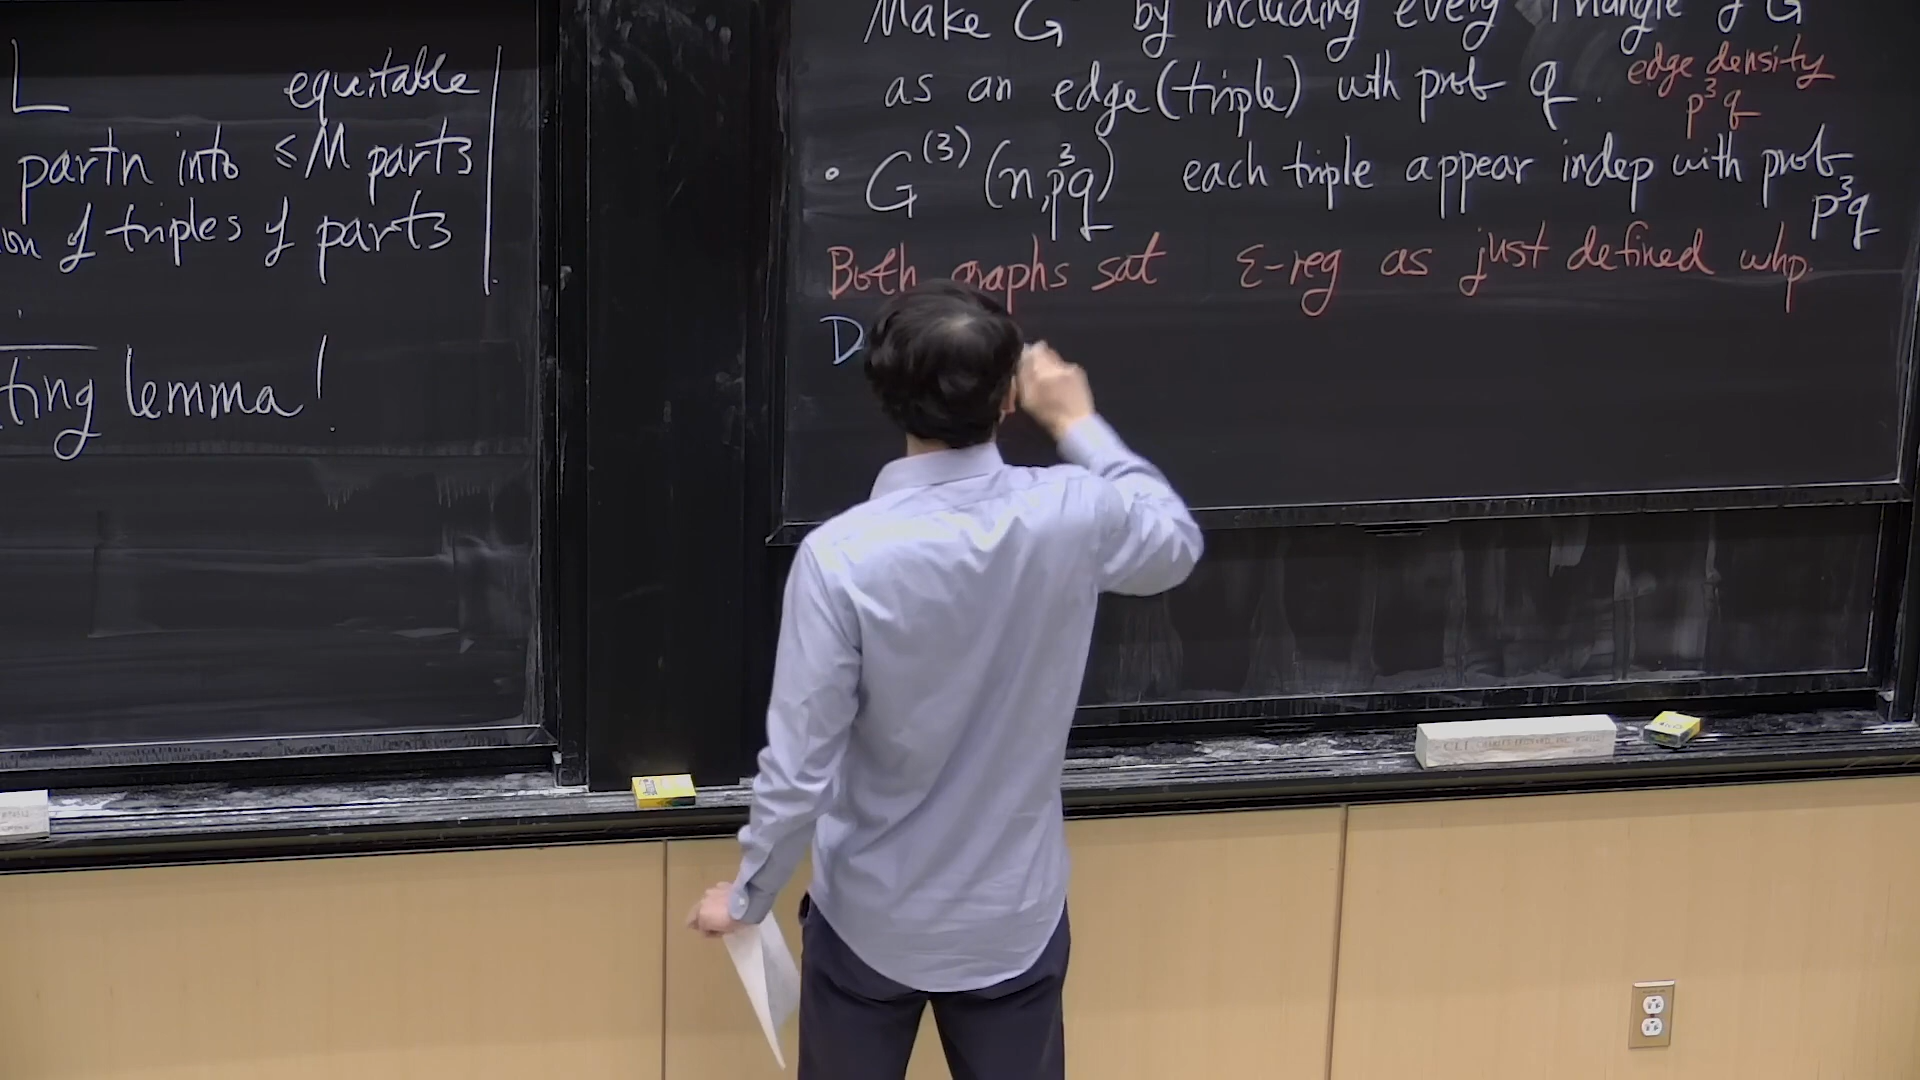 L equitable
partn into ≤ M parts
on of triples of parts
ting lemma!
Make G by including every triangle of G
as an edge (triple) with prob q. edge density
p³q
• G⁽³⁾(n, p³q) each triple appear indep with prob
p³q
Both graphs sat ε-reg as just defined whp.
D